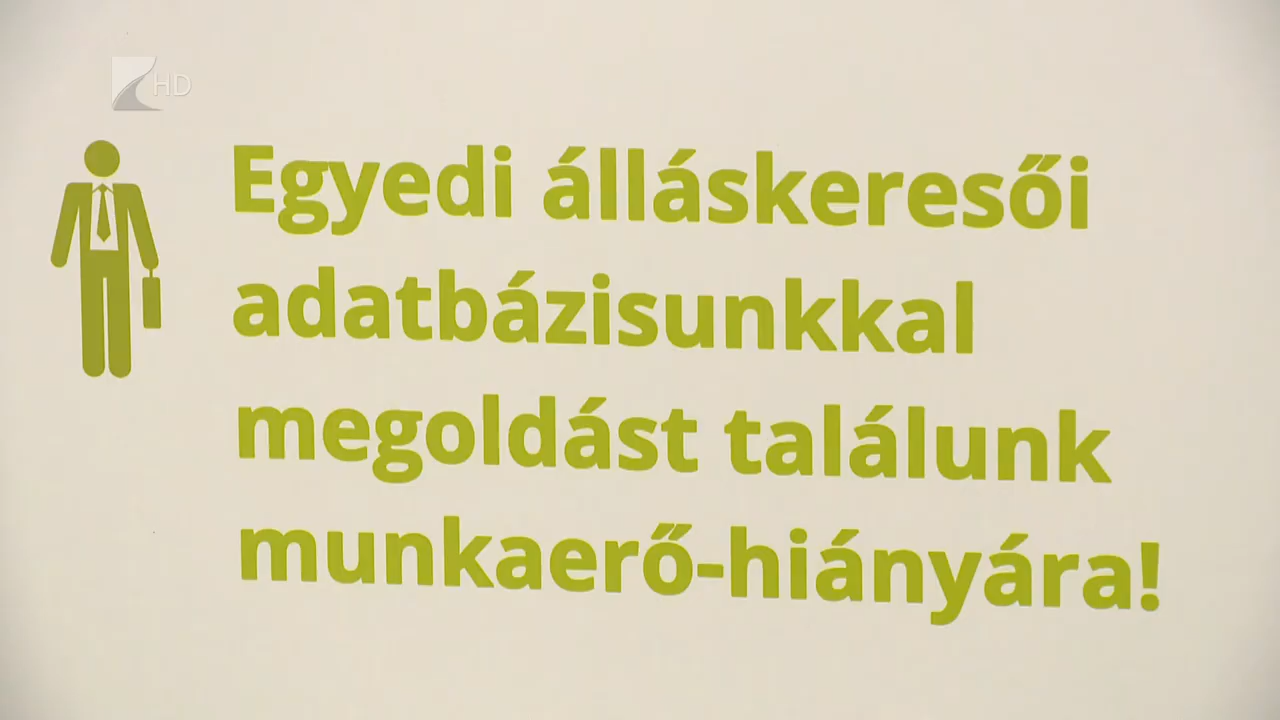 HD
Egyedi álláskeresői
adatbázisunkkal
megoldást találunk
munkaerő-hiányára!